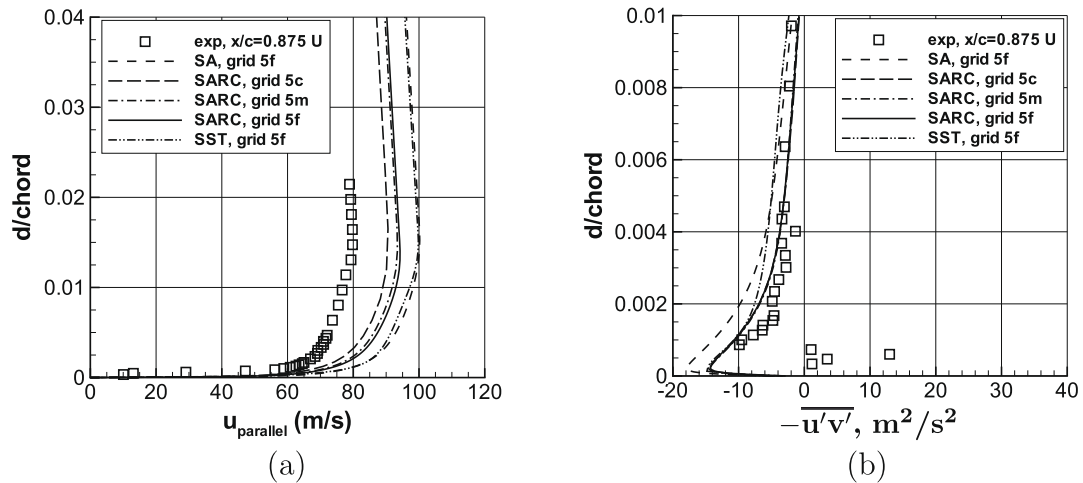 0.04
0.03
0.02
0.01
0
0 20 40 60 80 100 120
d/chord
u_parallel (m/s)
exp, x/c=0.875 U
SA, grid 5f
SARC, grid 5c
SARC, grid 5m
SARC, grid 5f
SST, grid 5f
(a)
0.01
0.008
0.006
0.004
0.002
0
-20 -10 0 10 20 30 40
d/chord
−u′v′, m²/s²
exp, x/c=0.875 U
SA, grid 5f
SARC, grid 5c
SARC, grid 5m
SARC, grid 5f
SST, grid 5f
(b)